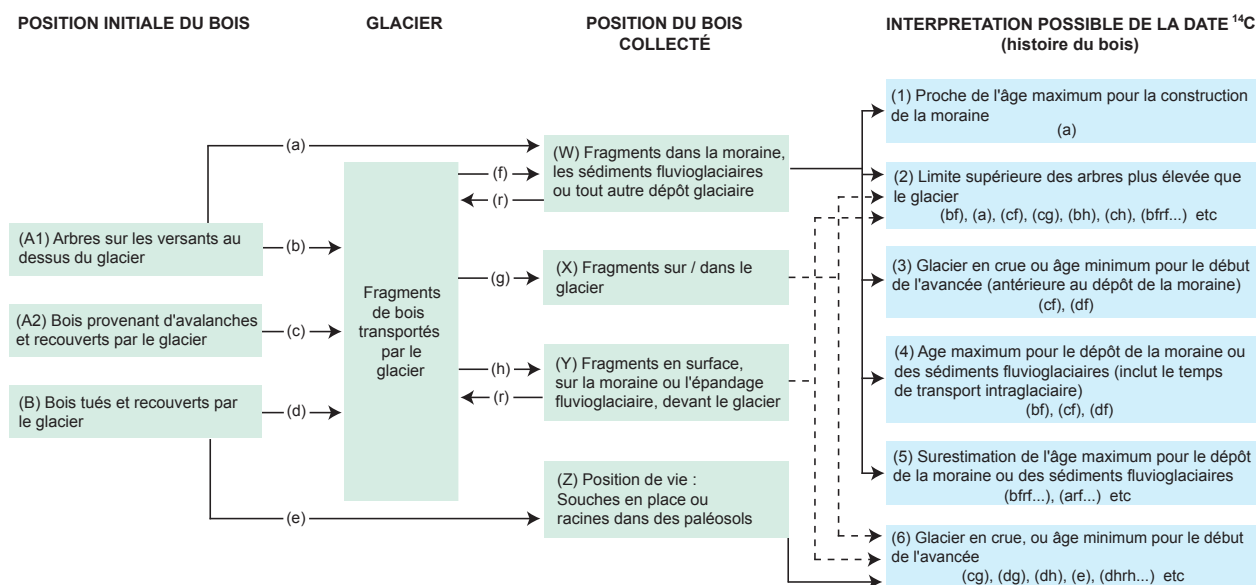 POSITION INITIALE DU BOIS
GLACIER
POSITION DU BOIS
COLLECTÉ
INTERPRETATION POSSIBLE DE LA DATE 14C
(histoire du bois)
(A1) Arbres sur les versants au
dessus du glacier
(A2) Bois provenant d'avalanches
et recouverts par le glacier
(B) Bois tués et recouverts par
le glacier
(a)
(b)
(c)
(d)
(e)
Fragments
de bois
transportés
par le
glacier
(f)
(r)
(g)
(h)
(r)
(W) Fragments dans la moraine,
les sédiments fluvioglaciaires
ou tout autre dépôt glaciaire
(X) Fragments sur / dans le
glacier
(Y) Fragments en surface,
sur la moraine ou l'épandage
fluvioglaciaire, devant le glacier
(Z) Position de vie :
Souches en place ou
racines dans des paléosols
(1) Proche de l'âge maximum pour la construction
de la moraine
(a)
(2) Limite supérieure des arbres plus élevée que
le glacier
(bf), (a), (cf), (cg), (bh), (ch), (bfrf...) etc
(3) Glacier en crue ou âge minimum pour le début
de l'avancée (antérieure au dépôt de la moraine)
(cf), (df)
(4) Age maximum pour le dépôt de la moraine ou
des sédiments fluvioglaciaires (inclut le temps
de transport intraglaciaire)
(bf), (cf), (df)
(5) Surestimation de l'âge maximum pour le dépôt
de la moraine ou des sédiments fluvioglaciaires
(bfrf...), (arf...) etc
(6) Glacier en crue, ou âge minimum pour le début
de l'avancée
(cg), (dg), (dh), (e), (dhrh...) etc